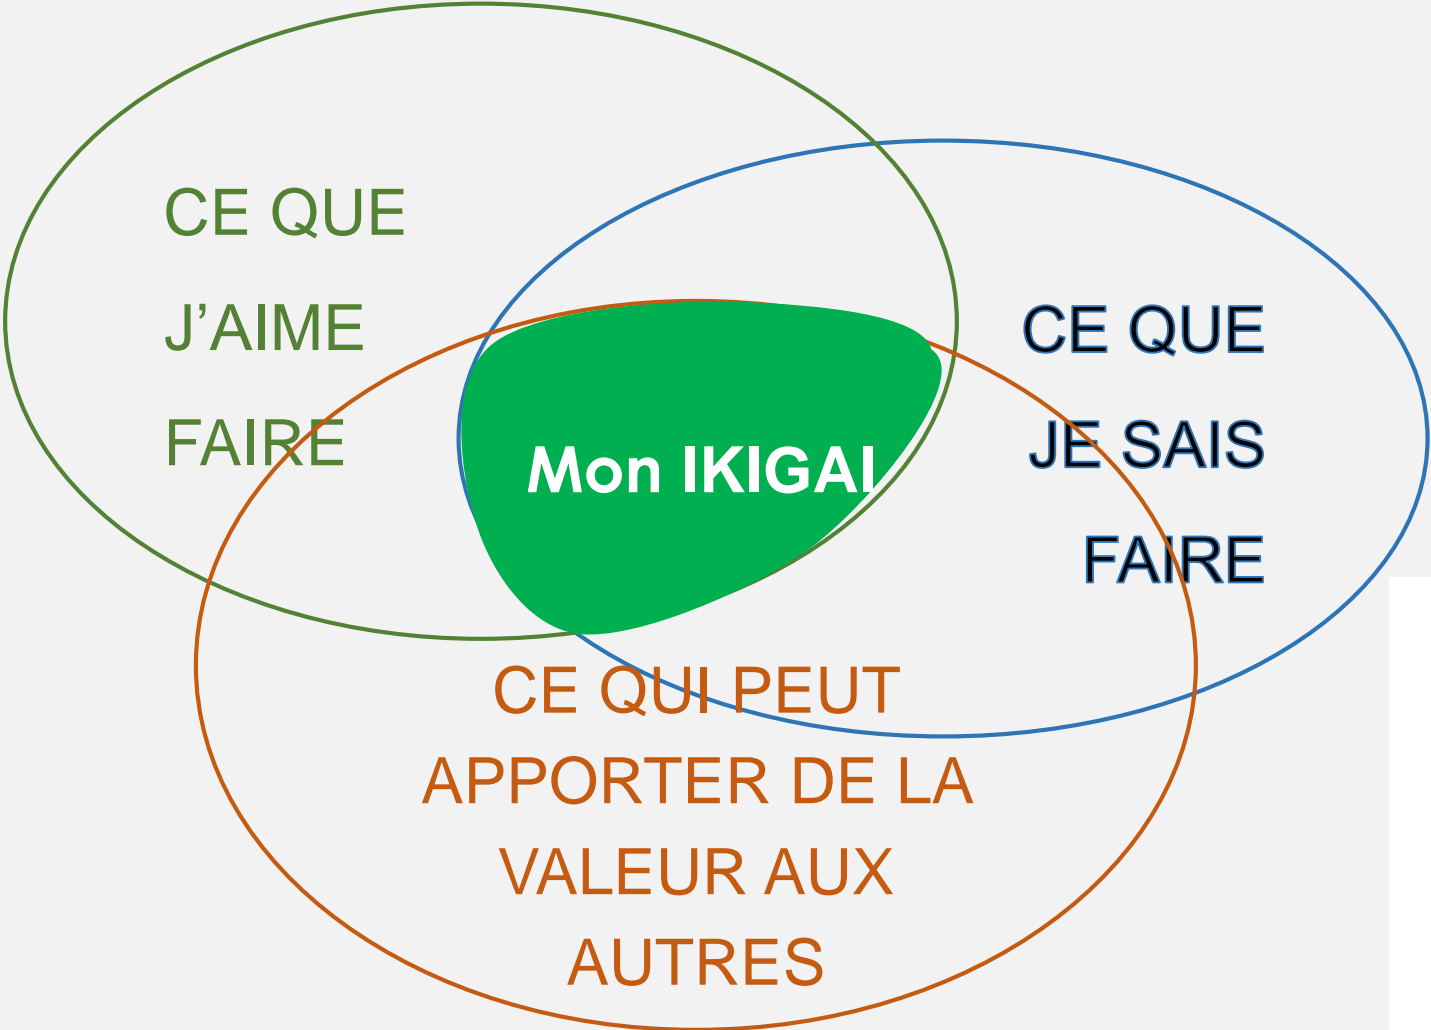 CE QUE
J’AIME
FAIRE
CE QUE
JE SAIS
FAIRE
Mon IKIGAI
CE QUI PEUT
APPORTER DE LA
VALEUR AUX
AUTRES